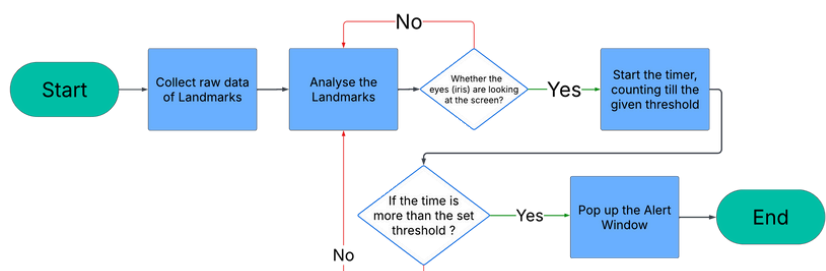 No
Start
Collect raw data
of Landmarks
Analyse the
Landmarks
Whether the
eyes (iris) are looking
at the screen?
Yes
Start the timer,
counting till the
given threshold
If the time is
more than the set
threshold ?
Yes
Pop up the Alert
Window
End
No